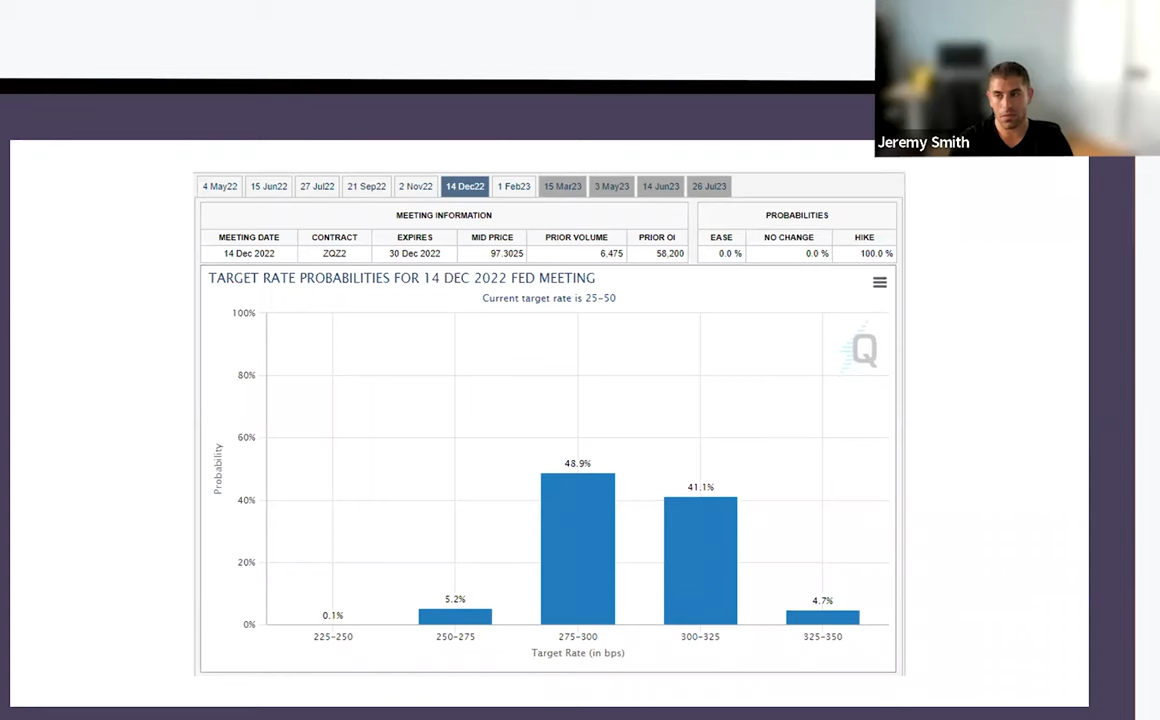 Jeremy Smith
4 May22 15 Jun22 27 Jul22 21 Sep22 2 Nov22 14 Dec22 1 Feb23 15 Mar23 3 May23 14 Jun23 26 Jul23
MEETING INFORMATION PROBABILITIES
MEETING DATE CONTRACT EXPIRES MID PRICE PRIOR VOLUME PRIOR OI EASE NO CHANGE HIKE
14 Dec 2022 ZQZ2 30 Dec 2022 97.3025 6,475 58,200 0.0 % 0.0 % 100.0 %
TARGET RATE PROBABILITIES FOR 14 DEC 2022 FED MEETING
Current target rate is 25-50
100%
Q
80%
60%
48.9%
Probability
41.1%
40%
20%
5.2%
4.7%
0.1%
0%
225-250 250-275 275-300 300-325 325-350
Target Rate (in bps)